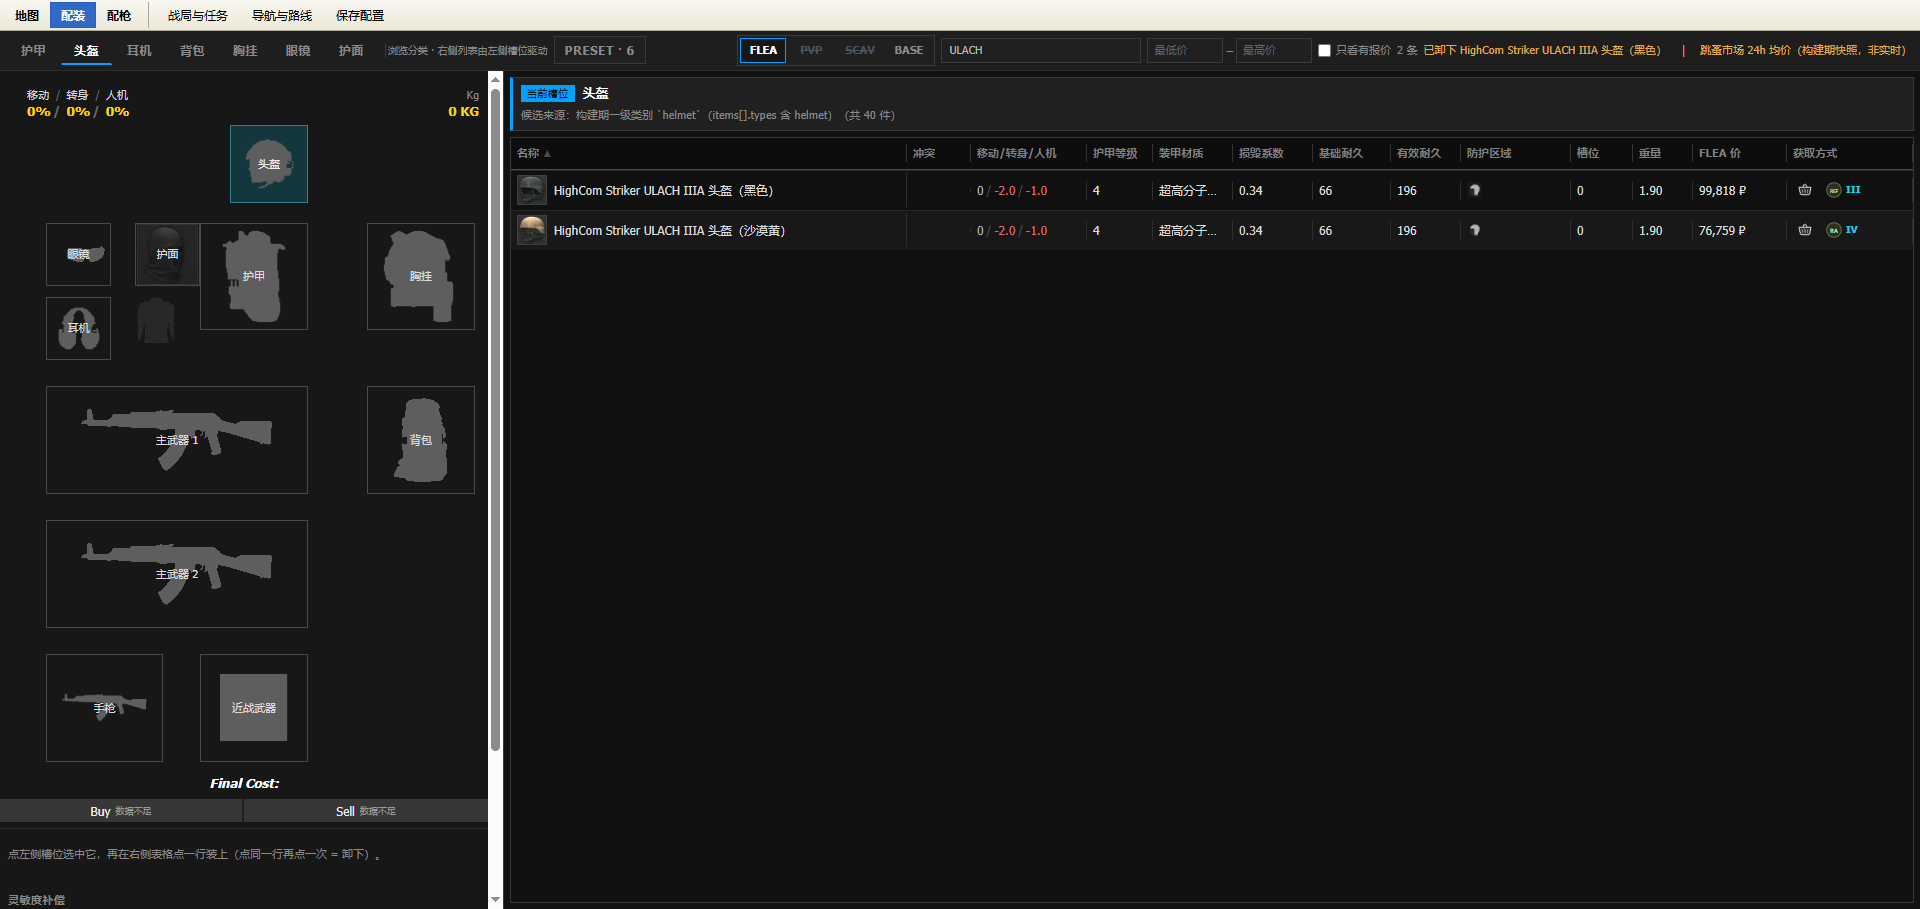 地图 配装 配枪 战局与任务 导航与路线 保存配置
护甲 头盔 耳机 背包 胸挂 眼镜 护面 浏览分类 · 右侧列表由左侧槽位驱动 PRESET · 6 FLEA PVP SCAV BASE ULACH 最低价 – 最高价 只看有报价 2 条 已卸下 HighCom Striker ULACH IIIA 头盔（黑色） | 跳蚤市场 24h 均价（构建期快照，非实时）
移动 / 转身 / 人机 Kg
0% / 0% / 0% 0 KG
头盔
眼镜 护面 护甲 胸挂
耳机
主武器 1 背包
主武器 2
手枪 近战武器
Final Cost:
Buy 数据不足 Sell 数据不足
点左侧槽位选中它，再在右侧表格点一行装上（点同一行再点一次 = 卸下）。
灵敏度补偿
当前槽位 头盔
候选来源：构建期一级类别 `helmet`（items[].types 含 helmet） （共 40 件）
名称 ▲ 冲突 移动/转身/人机 护甲等级 装甲材质 损毁系数 基础耐久 有效耐久 防护区域 槽位 重量 FLEA 价 获取方式
HighCom Striker ULACH IIIA 头盔（黑色） 0 / -2.0 / -1.0 4 超高分子... 0.34 66 196 0 1.90 99,818 ₽ REF III
HighCom Striker ULACH IIIA 头盔（沙漠黄） 0 / -2.0 / -1.0 4 超高分子... 0.34 66 196 0 1.90 76,759 ₽ RA IV